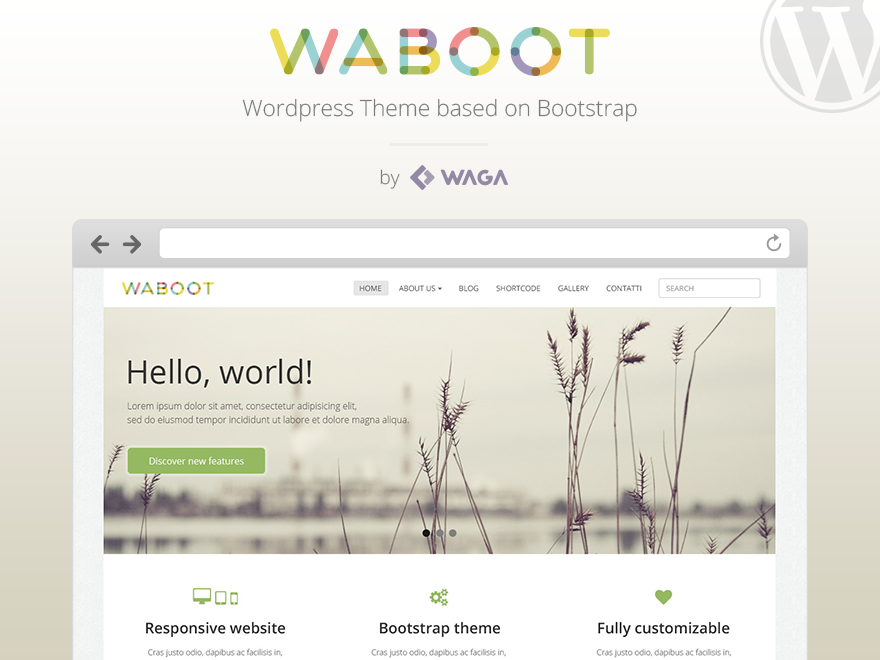 WABOOT
Wordpress Theme based on Bootstrap
by WAGA
WABOOT HOME ABOUT US BLOG SHORTCODE GALLERY CONTATTI SEARCH
Hello, world!
Lorem ipsum dolor sit amet, consectetur adipisicing elit,
sed do eiusmod tempor incididunt ut labore et dolore magna aliqua.
Discover new features
Responsive website Bootstrap theme Fully customizable
Cras justo odio, dapibus ac facilisis in, Cras justo odio, dapibus ac facilisis in, Cras justo odio, dapibus ac facilisis in,